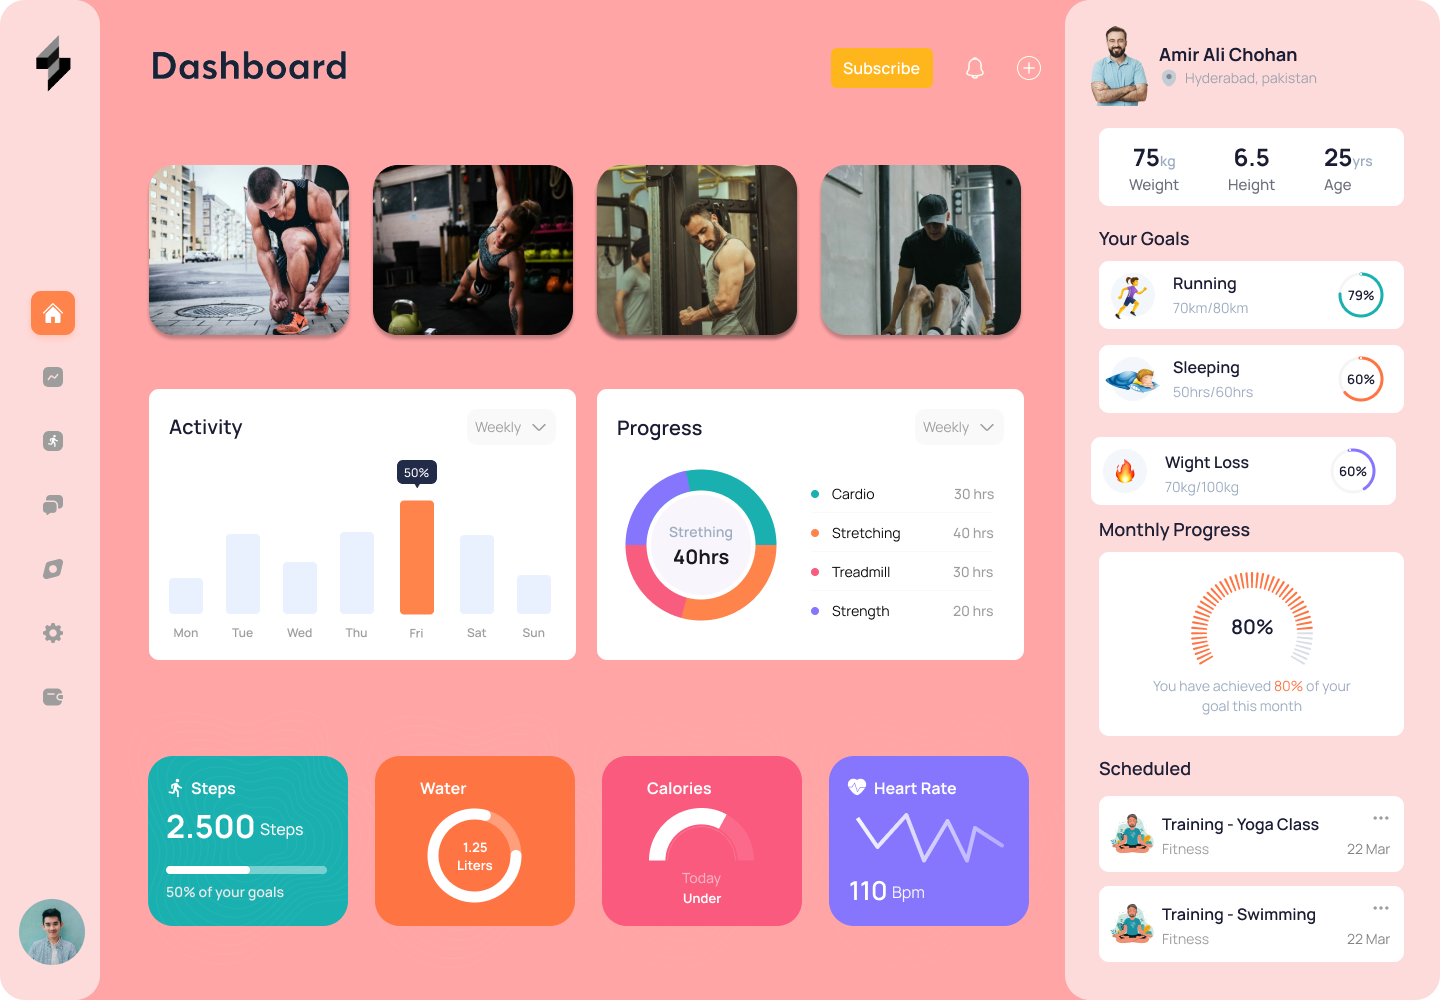 Dashboard
Subscribe
Activity
Weekly
50%
Mon Tue Wed Thu Fri Sat Sun
Progress
Weekly
Strething
40hrs
Cardio 30 hrs
Stretching 40 hrs
Treadmill 30 hrs
Strength 20 hrs
Steps
2.500 Steps
50% of your goals
Water
1.25
Liters
Calories
Today
Under
Heart Rate
110 Bpm
Amir Ali Chohan
Hyderabad, pakistan
75kg 6.5 25yrs
Weight Height Age
Your Goals
Running
70km/80km
79%
Sleeping
50hrs/60hrs
60%
Wight Loss
70kg/100kg
60%
Monthly Progress
80%
You have achieved 80% of your
goal this month
Scheduled
Training - Yoga Class
Fitness 22 Mar
Training - Swimming
Fitness 22 Mar